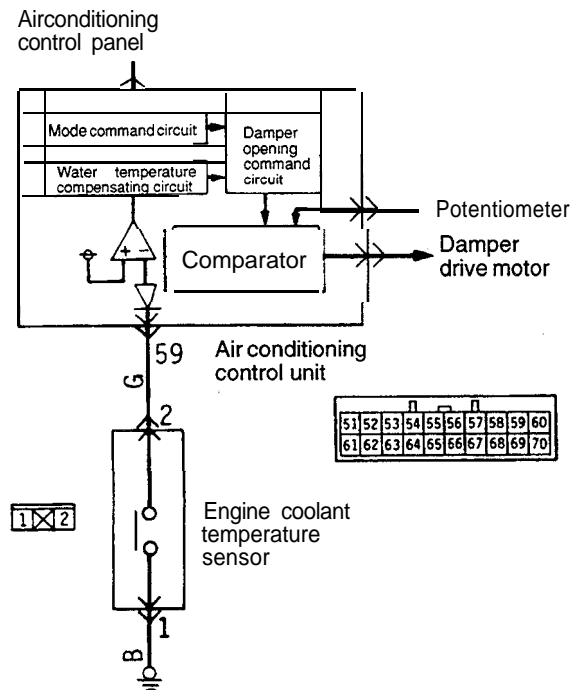 Airconditioning
control panel
Mode command circuit
Damper
opening
command
circuit
Water temperature
compensating circuit
Potentiometer
+ -
Comparator
Damper
drive motor
59
Air conditioning
control unit
G
2
51 52 53 54 55 56 57 58 59 60
61 62 63 64 65 66 67 68 69 70
1 2
Engine coolant
temperature
sensor
1
B